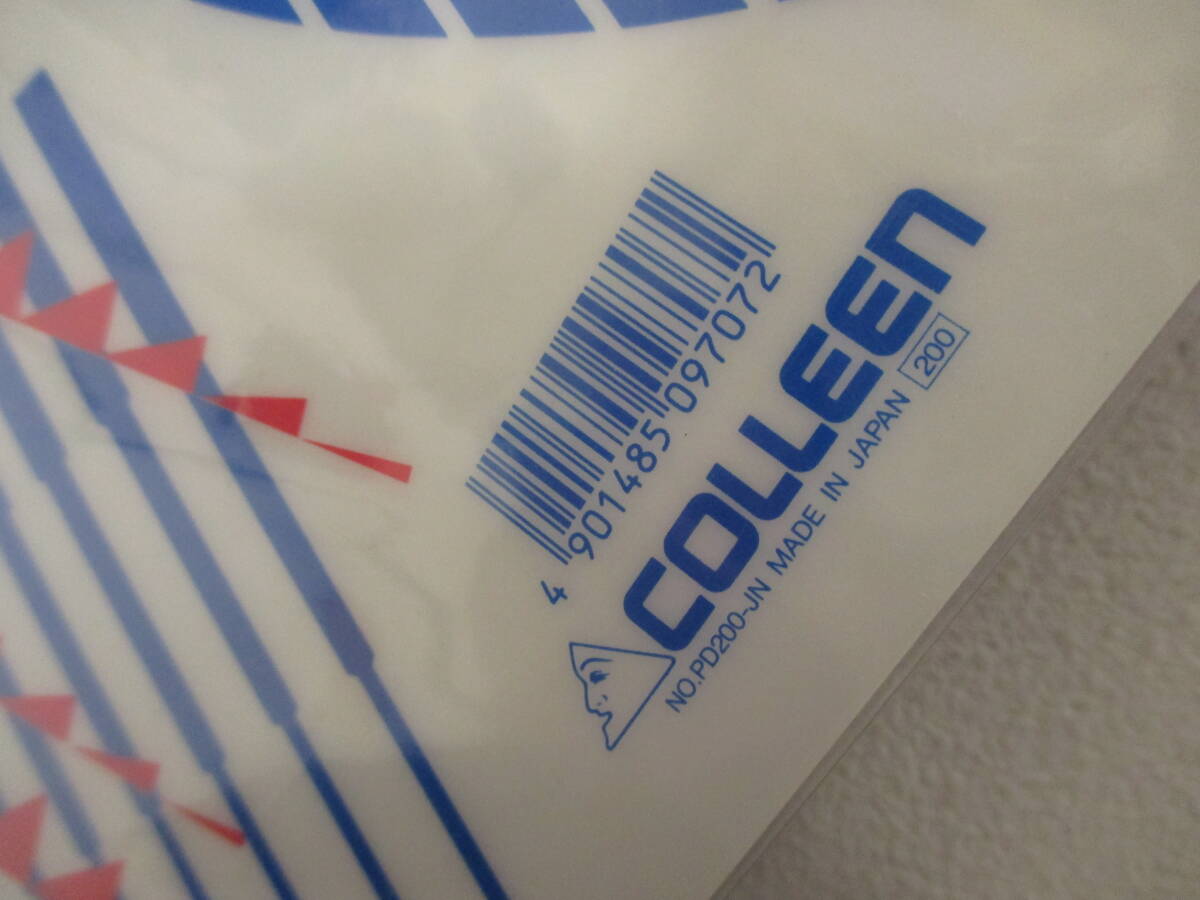 4 901485 097072
COLLEEN
NO.PD200-JN MADE IN JAPAN 200